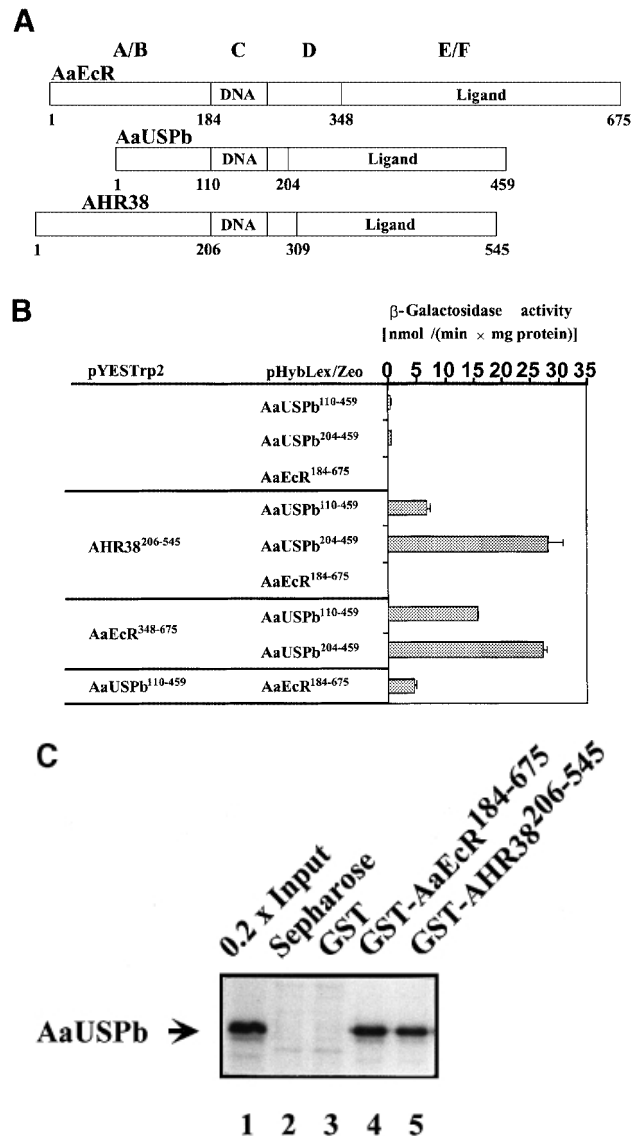 A
A/B C D E/F
AaEcR
DNA Ligand
1 184 348 675
AaUSPb
DNA Ligand
1 110 204 459
AHR38
DNA Ligand
1 206 309 545
B
β-Galactosidase activity
[nmol /(min × mg protein)]
pYESTrp2 pHybLex/Zeo 0 5 10 15 20 25 30 35
AaUSPb110-459
AaUSPb204-459
AaEcR184-675
AaUSPb110-459
AHR38206-545 AaUSPb204-459
AaEcR184-675
AaUSPb110-459
AaEcR348-675
AaUSPb204-459
AaUSPb110-459 AaEcR184-675
C
0.2 x Input
Sepharose
GST
GST-AaEcR184-675
GST-AHR38206-545
AaUSPb
1 2 3 4 5